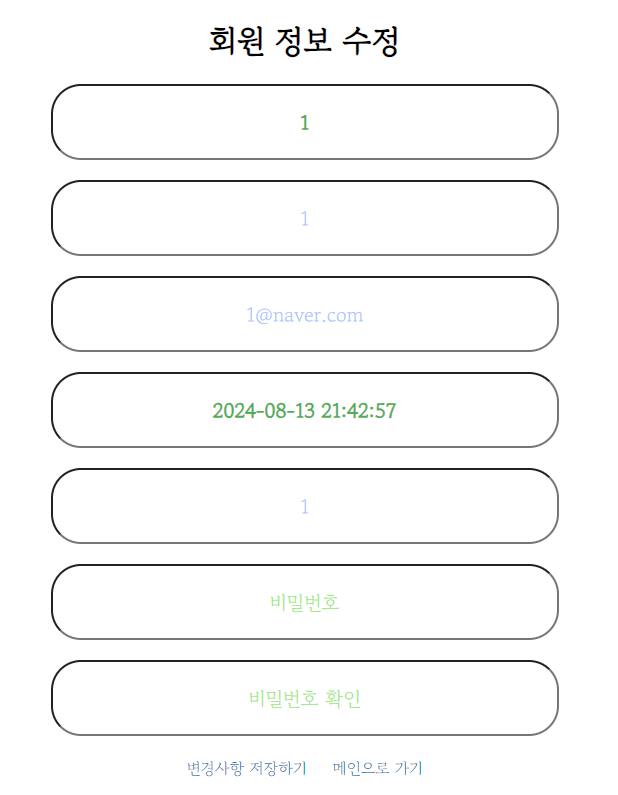 회원 정보 수정
1
1
1@naver.com
2024-08-13 21:42:57
1
비밀번호
비밀번호 확인
변경사항 저장하기 메인으로 가기